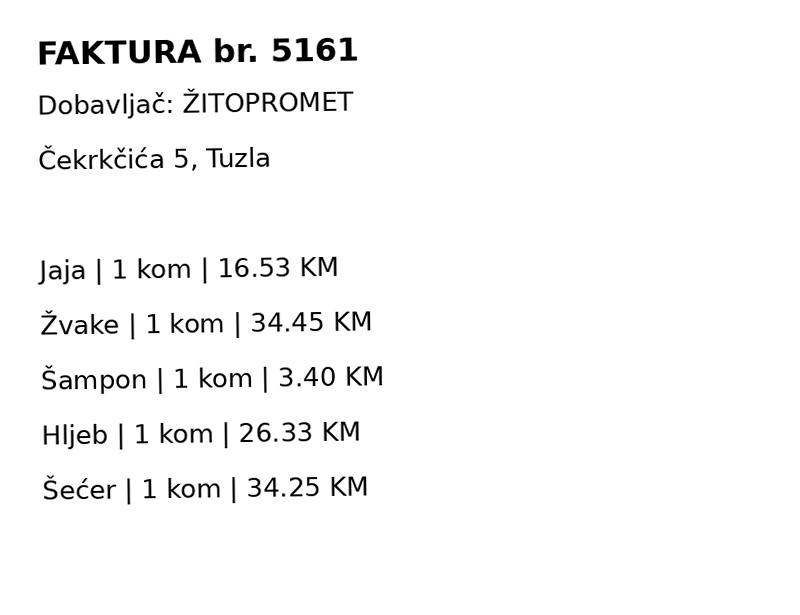 FAKTURA br. 5161
Dobavljač: ŽITOPROMET
Čekrkčića 5, Tuzla
Jaja | 1 kom | 16.53 KM
Žvake | 1 kom | 34.45 KM
Šampon | 1 kom | 3.40 KM
Hljeb | 1 kom | 26.33 KM
Šećer | 1 kom | 34.25 KM